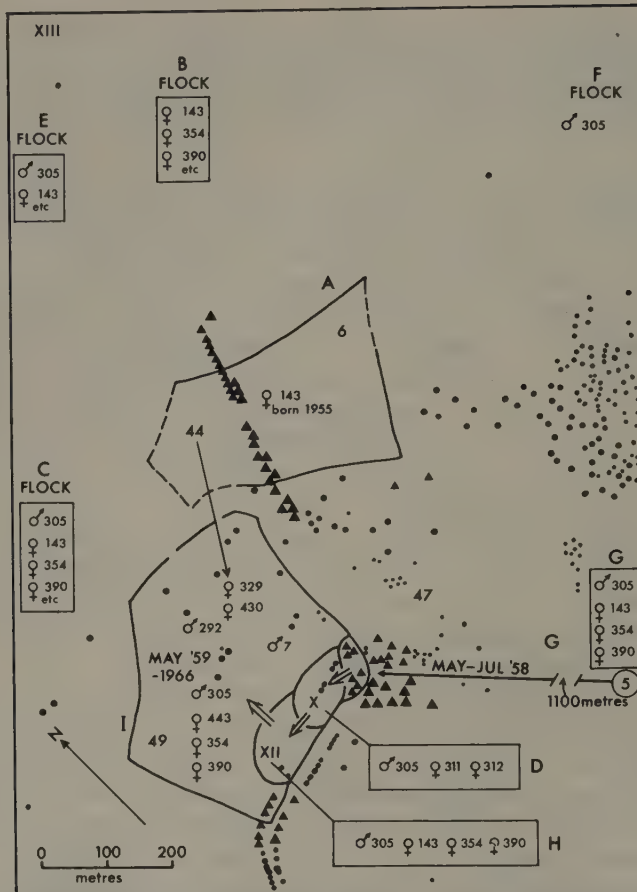 XIII
B
FLOCK
♀ 143
♀ 354
♀ 390
etc
F
FLOCK
♂ 305
E
FLOCK
♂ 305
♀ 143
etc
A
6
♀ 143
born 1955
44
C
FLOCK
♂ 305
♀ 143
♀ 354
♀ 390
etc
♀ 329
♀ 430
♂ 292
♂ 7
47
G
♂ 305
♀ 143
♀ 354
♀ 390
G
MAY '59
-1966
♂ 305
♀ 443
♀ 354
♀ 390
I
49
X
XII
MAY-JUL '58
5
1100metres
♂ 305 ♀ 311 ♀ 312
D
♂ 305 ♀ 143 ♀ 354 ♀ 390
H
N
0 100 200
metres